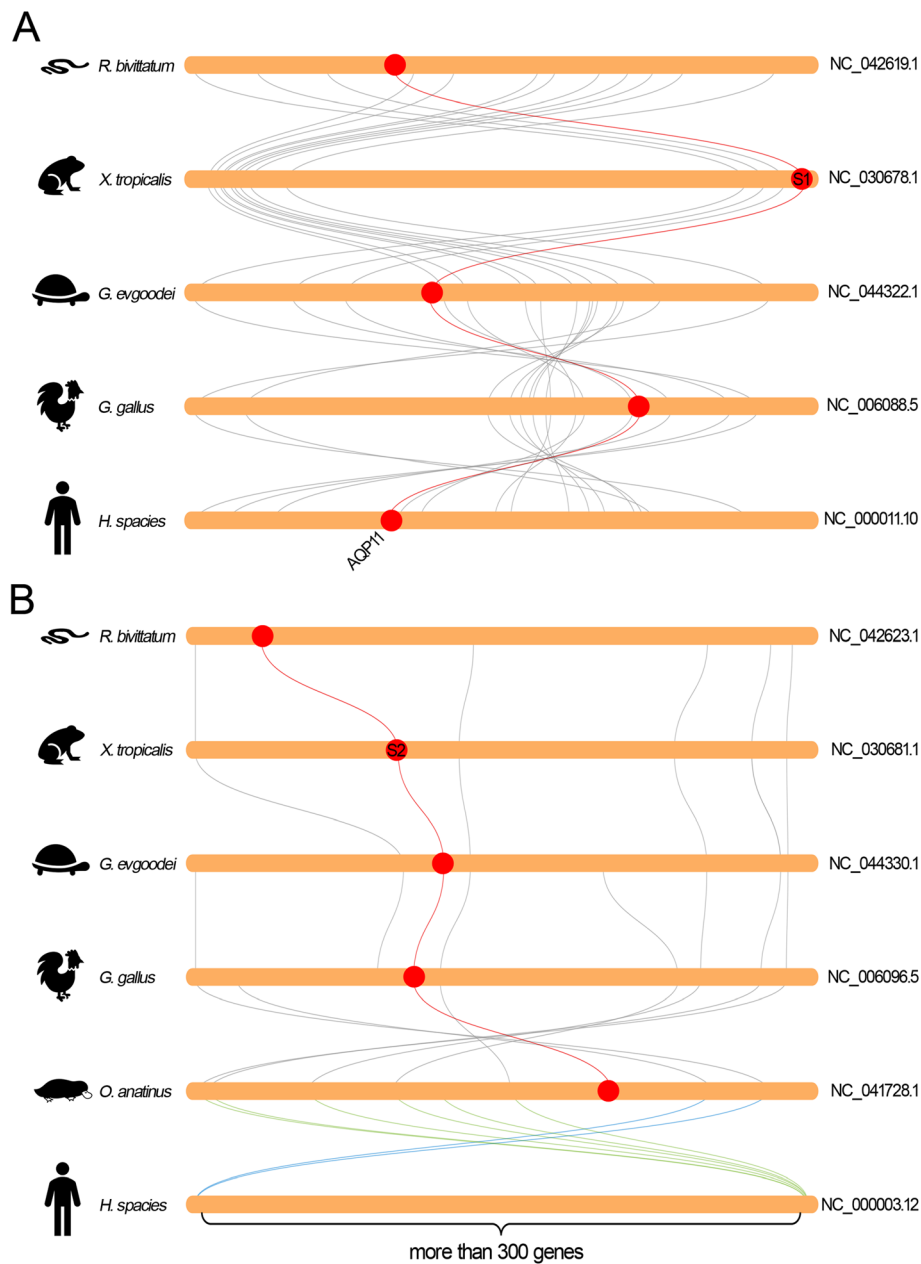 A
R. bivittatum NC_042619.1
X. tropicalis S1 NC_030678.1
G. evgoodei NC_044322.1
G. gallus NC_006088.5
H. spacies NC_000011.10
AQP11
B
R. bivittatum NC_042623.1
X. tropicalis S2 NC_030681.1
G. evgoodei NC_044330.1
G. gallus NC_006096.5
O. anatinus NC_041728.1
H. spacies NC_000003.12
more than 300 genes